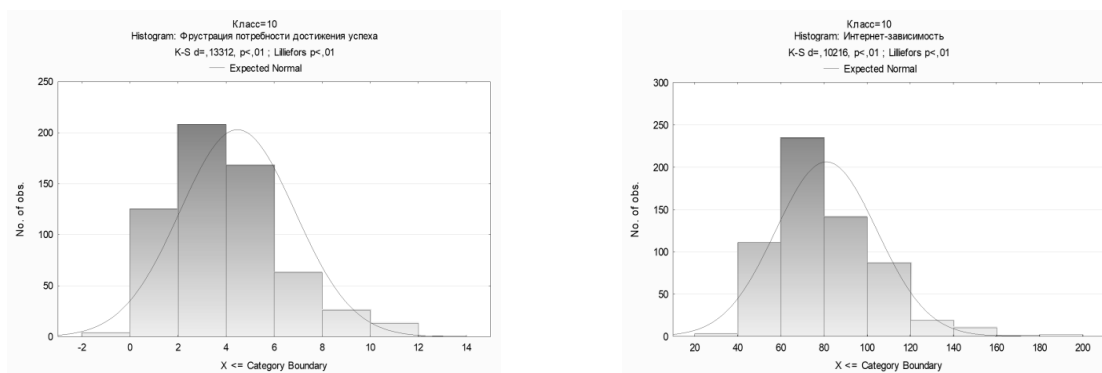 Класс=10
Histogram: Фрустрация потребности достижения успеха
K-S d=,13312, p<,01 ; Lilliefors p<,01
Expected Normal
250
200
150
100
50
0
No. of obs.
-2 0 2 4 6 8 10 12 14
X <= Category Boundary
Класс=10
Histogram: Интернет-зависимость
K-S d=,10216, p<,01 ; Lilliefors p<,01
Expected Normal
300
250
200
150
100
50
0
No. of obs.
20 40 60 80 100 120 140 160 180 200
X <= Category Boundary